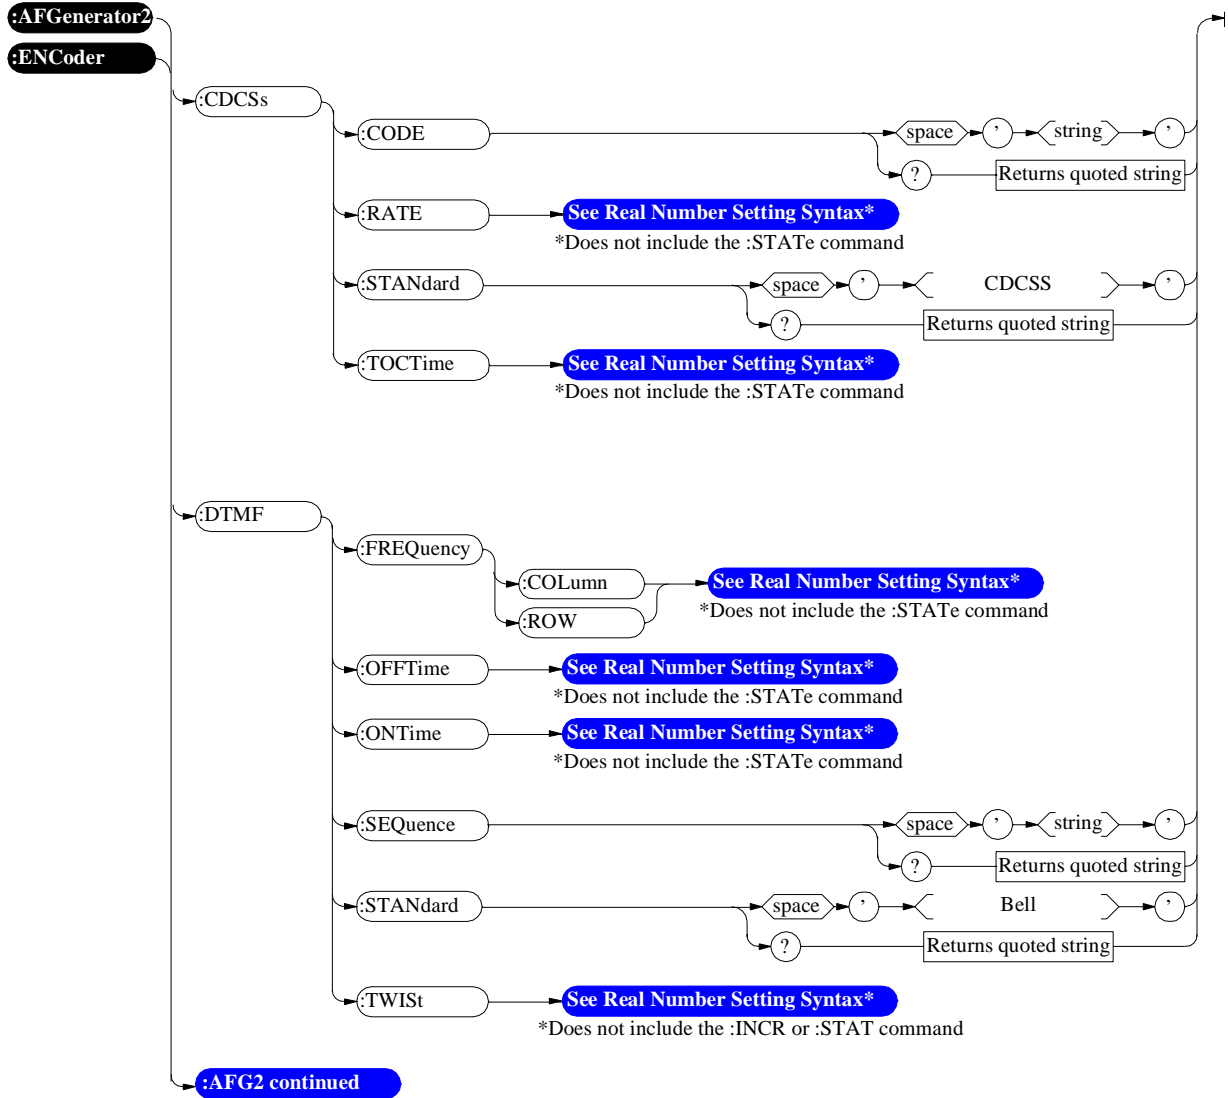 :AFGenerator2
:ENCoder
:CDCSs
:CODE
space ’ string ’
? Returns quoted string
:RATE See Real Number Setting Syntax*
*Does not include the :STATe command
:STANdard space ’ CDCSS ’
? Returns quoted string
:TOCTime See Real Number Setting Syntax*
*Does not include the :STATe command
:DTMF
:FREQuency
:COLumn See Real Number Setting Syntax*
:ROW *Does not include the :STATe command
:OFFTime See Real Number Setting Syntax*
*Does not include the :STATe command
:ONTime See Real Number Setting Syntax*
*Does not include the :STATe command
:SEQuence space ’ string ’
? Returns quoted string
:STANdard space ’ Bell ’
? Returns quoted string
:TWISt See Real Number Setting Syntax*
*Does not include the :INCR or :STAT command
:AFG2 continued